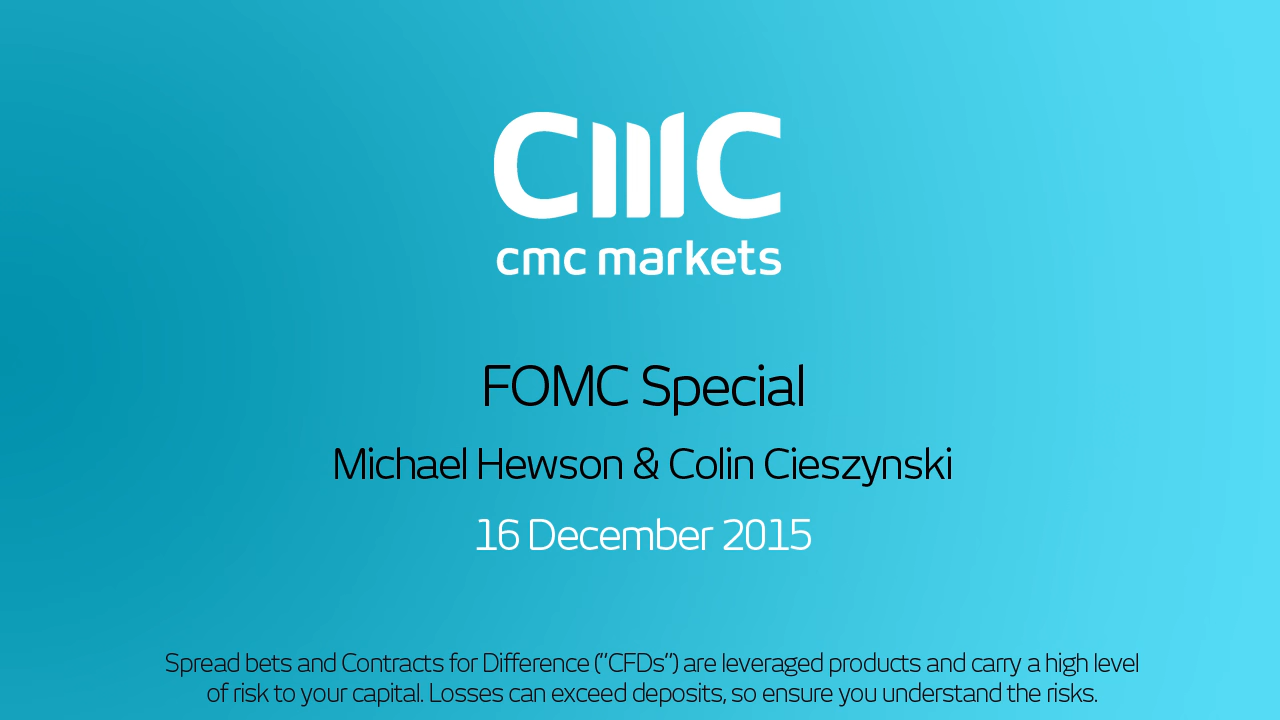 CMC
cmc markets
FOMC Special
Michael Hewson & Colin Cieszynski
16 December 2015
Spread bets and Contracts for Difference (”CFDs”) are leveraged products and carry a high level
of risk to your capital. Losses can exceed deposits, so ensure you understand the risks.